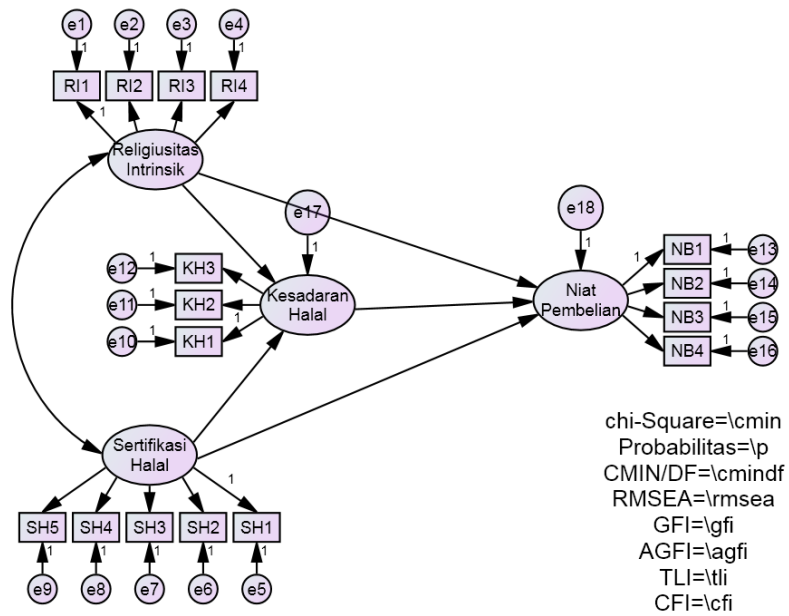 e1 e2 e3 e4
1 1 1 1
RI1 RI2 RI3 RI4
1
Religiusitas
Intrinsik
e17
1
e18
1
e12 1 KH3
e11 1 KH2
e10 1 KH1
1
Kesadaran
Halal
Niat
Pembelian
1
NB1 1 e13
NB2 1 e14
NB3 1 e15
NB4 1 e16
Sertifikasi
Halal
1
SH5 SH4 SH3 SH2 SH1
1 1 1 1 1
e9 e8 e7 e6 e5
chi-Square=\cmin
Probabilitas=\p
CMIN/DF=\cmindf
RMSEA=\rmsea
GFI=\gfi
AGFI=\agfi
TLI=\tli
CFI=\cfi